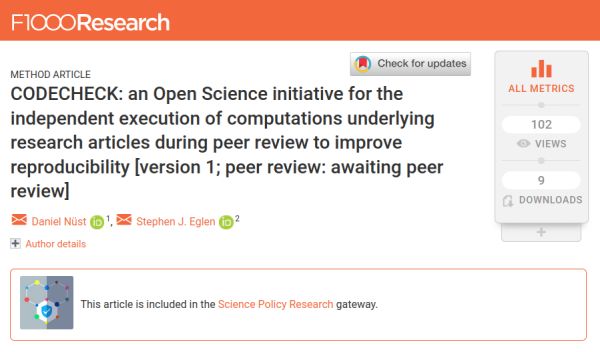 F1000Research
Check for updates
METHOD ARTICLE
CODECHECK: an Open Science initiative for the
independent execution of computations underlying
research articles during peer review to improve
reproducibility [version 1; peer review: awaiting peer
review]
Daniel Nüst iD 1, Stephen J. Eglen iD 2
+ Author details
This article is included in the Science Policy Research gateway.
ALL METRICS
102
VIEWS
9
DOWNLOADS
+